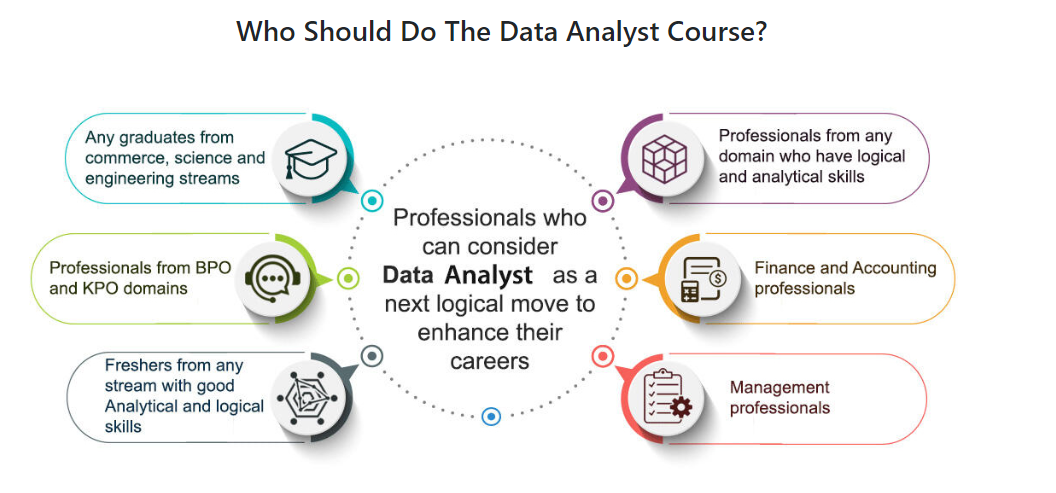 Who Should Do The Data Analyst Course?
Any graduates from
commerce, science and
engineering streams
Professionals from BPO
and KPO domains
Freshers from any
stream with good
Analytical and logical
skills
Professionals who
can consider
Data Analyst as a
next logical move to
enhance their
careers
Professionals from any
domain who have logical
and analytical skills
Finance and Accounting
professionals
Management
professionals